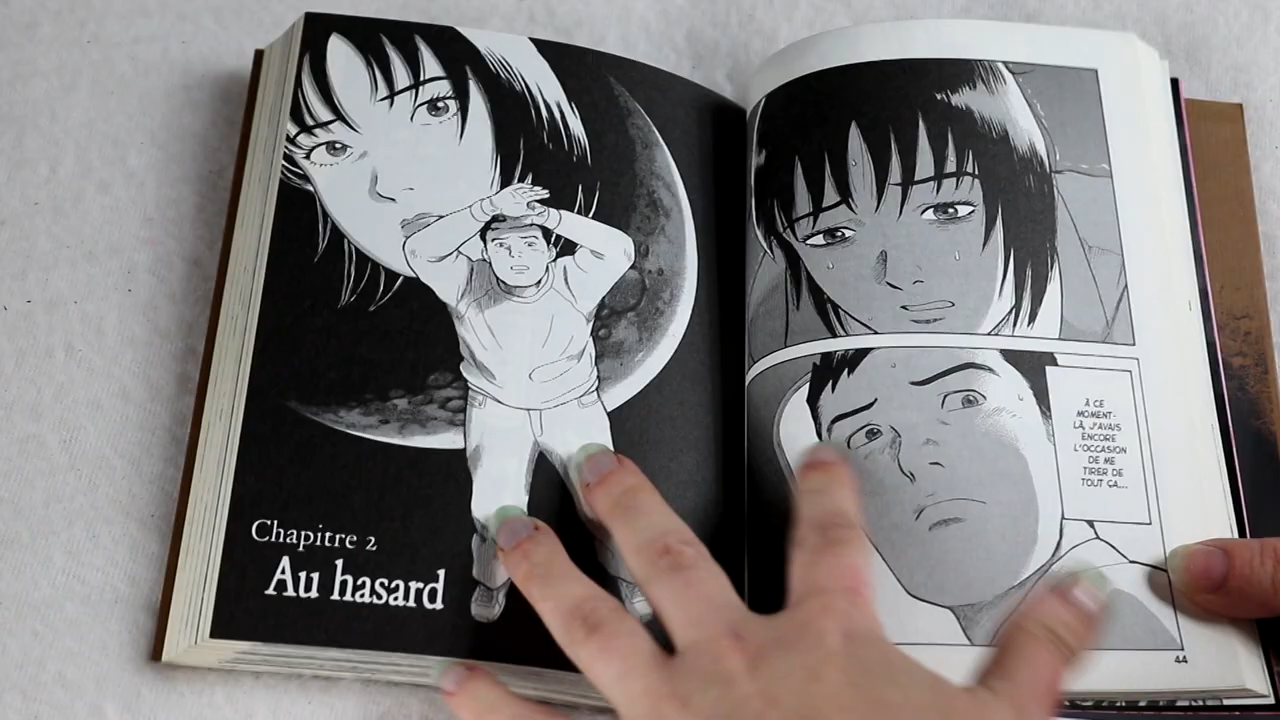 Chapitre 2
Au hasard
À CE
MOMENT-
LÀ, J'AVAIS
ENCORE
L'OCCASION
DE ME
TIRER DE
TOUT ÇA...
44